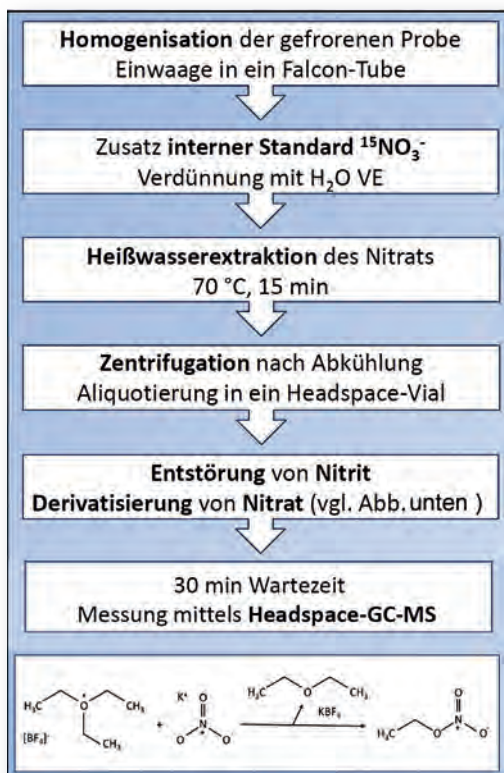 Homogenisation der gefrorenen Probe
Einwaage in ein Falcon-Tube
Zusatz interner Standard ¹⁵NO₃⁻
Verdünnung mit H₂O VE
Heißwasserextraktion des Nitrats
70 °C, 15 min
Zentrifugation nach Abkühlung
Aliquotierung in ein Headspace-Vial
Entstörung von Nitrit
Derivatisierung von Nitrat (vgl. Abb. unten )
30 min Wartezeit
Messung mittels Headspace-GC-MS
H₃C O⁺ CH₃ CH₃ [BF₄]⁻ + K⁺ O N⁺ O⁻ O⁻
H₃C O CH₃ KBF₄
H₃C O N⁺ O O⁻